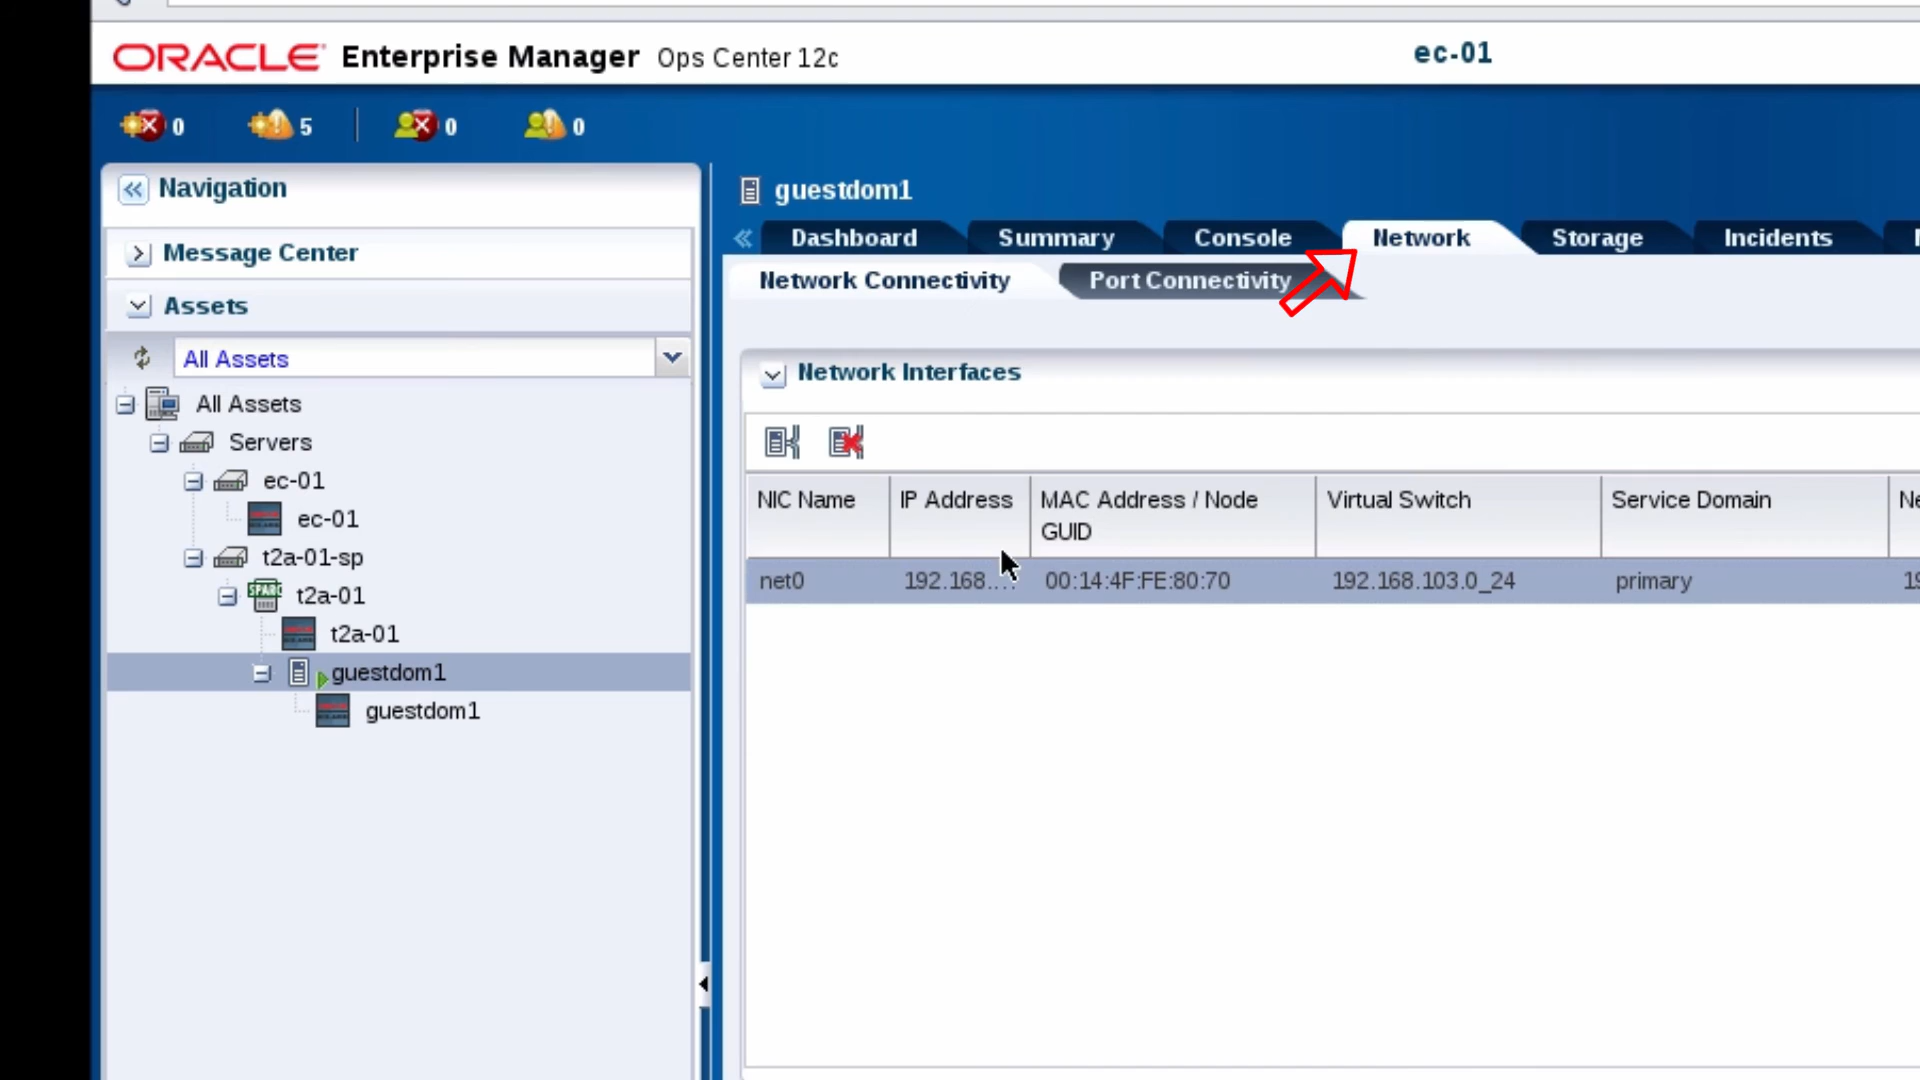 ORACLE Enterprise Manager Ops Center 12c
ec-01
0 5 0 0
Navigation
Message Center
Assets
All Assets
All Assets
Servers
ec-01
ec-01
t2a-01-sp
t2a-01
t2a-01
guestdom1
guestdom1
guestdom1
Dashboard Summary Console Network Storage Incidents
Network Connectivity Port Connectivity
Network Interfaces
NIC Name IP Address MAC Address / Node GUID Virtual Switch Service Domain
net0 192.168.... 00:14:4F:FE:80:70 192.168.103.0_24 primary